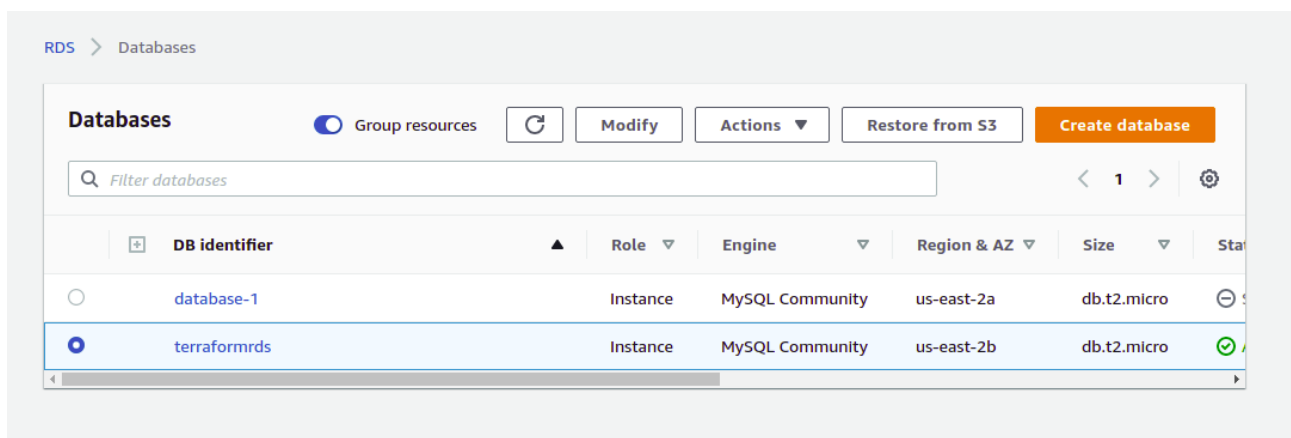 RDS > Databases
Databases Group resources Modify Actions Restore from S3 Create database
Filter databases 1
DB identifier Role Engine Region & AZ Size
database-1 Instance MySQL Community us-east-2a db.t2.micro
terraformrds Instance MySQL Community us-east-2b db.t2.micro